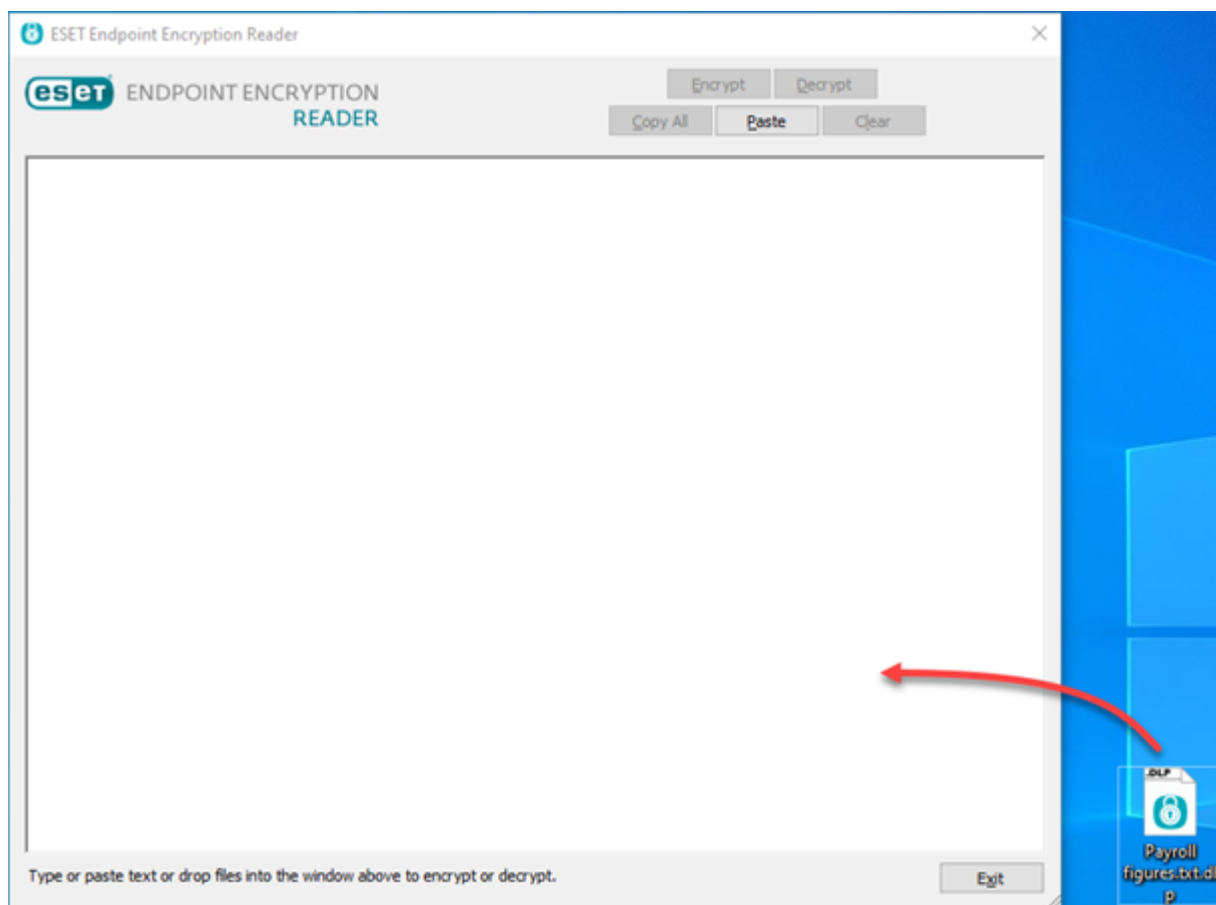 ESET Endpoint Encryption Reader
eset ENDPOINT ENCRYPTION
READER
Encrypt Decrypt
Copy All Paste Clear
Type or paste text or drop files into the window above to encrypt or decrypt.
Exit
.DLP
Payroll
figures.txt.dl
p